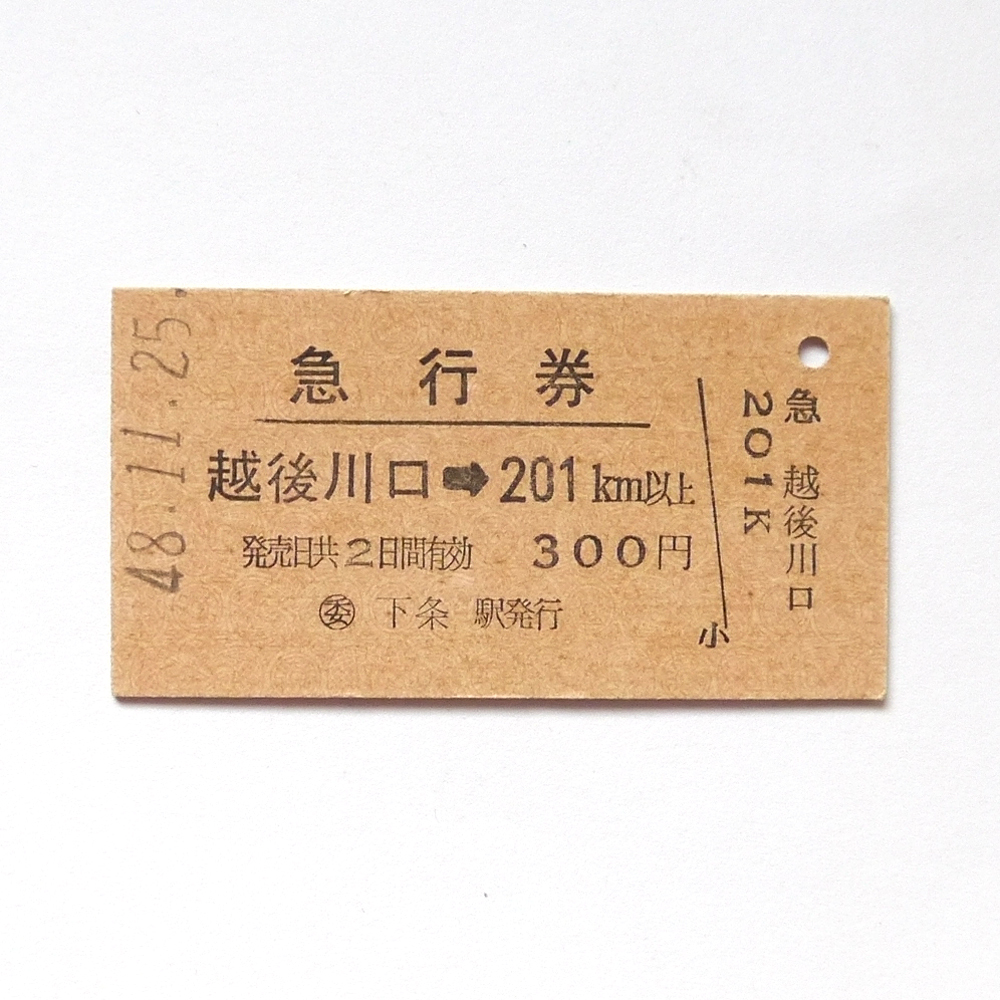 48.11.25.
急行券
越後川口➡201km以上
発売日共2日間有効 300円
㊼ 下条 駅発行
小
急 越後川口
201K